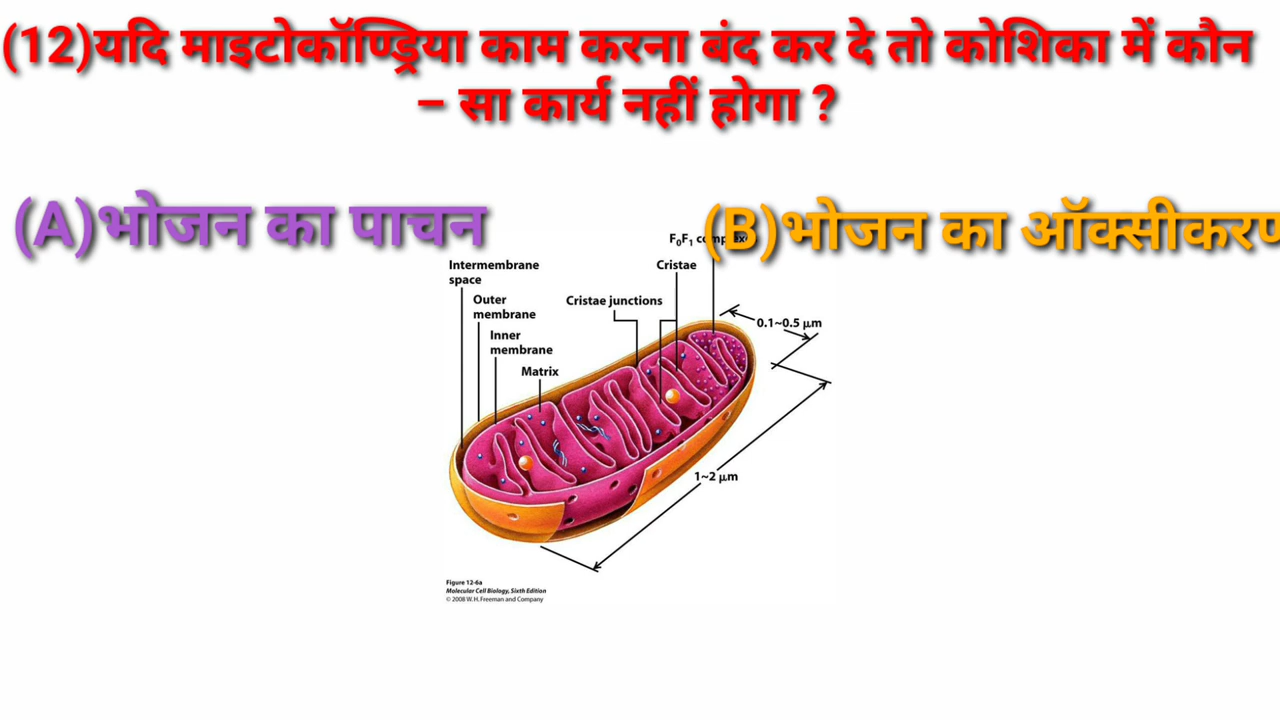 (12)यदि माइटोकॉण्ड्रिया काम करना बंद कर दे तो कोशिका में कौन
– सा कार्य नहीं होगा ?
(A)भोजन का पाचन
(B)भोजन का ऑक्सीकरण
F₀F₁ complexes
Intermembrane
space
Cristae
Outer
membrane
Cristae junctions
0.1~0.5 μm
Inner
membrane
Matrix
1~2 μm
Figure 12-6a
Molecular Cell Biology, Sixth Edition
© 2008 W. H. Freeman and Company